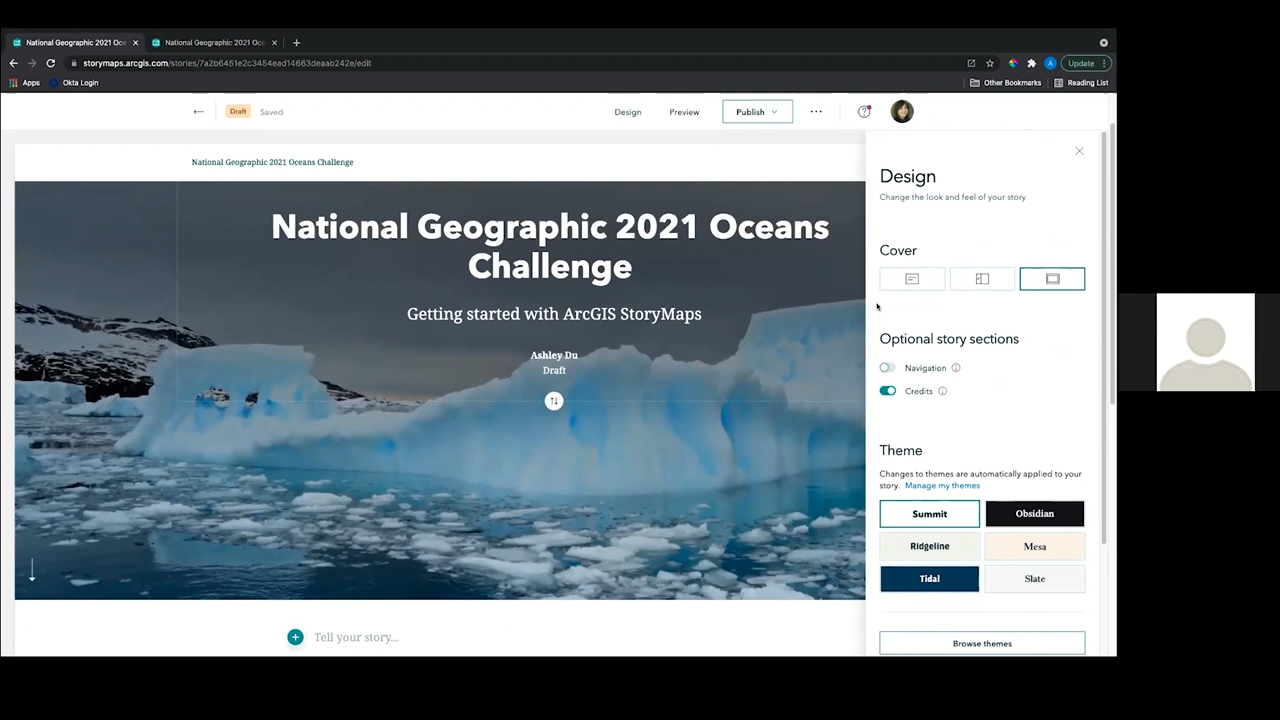 National Geographic 2021 Oce
National Geographic 2021 Oc
storymaps.arcgis.com/stories/7a2b6451e2c3454ead14663deaab242e/edit
Update
Apps
Okta Login
Other Bookmarks
Reading List
Draft
Saved
Design
Preview
Publish
National Geographic 2021 Oceans Challenge
National Geographic 2021 Oceans
Challenge
Getting started with ArcGIS StoryMaps
Ashley Du
Draft
Tell your story...
Design
Change the look and feel of your story
Cover
Optional story sections
Navigation
Credits
Theme
Changes to themes are automatically applied to your
story. Manage my themes
Summit
Obsidian
Ridgeline
Mesa
Tidal
Slate
Browse themes